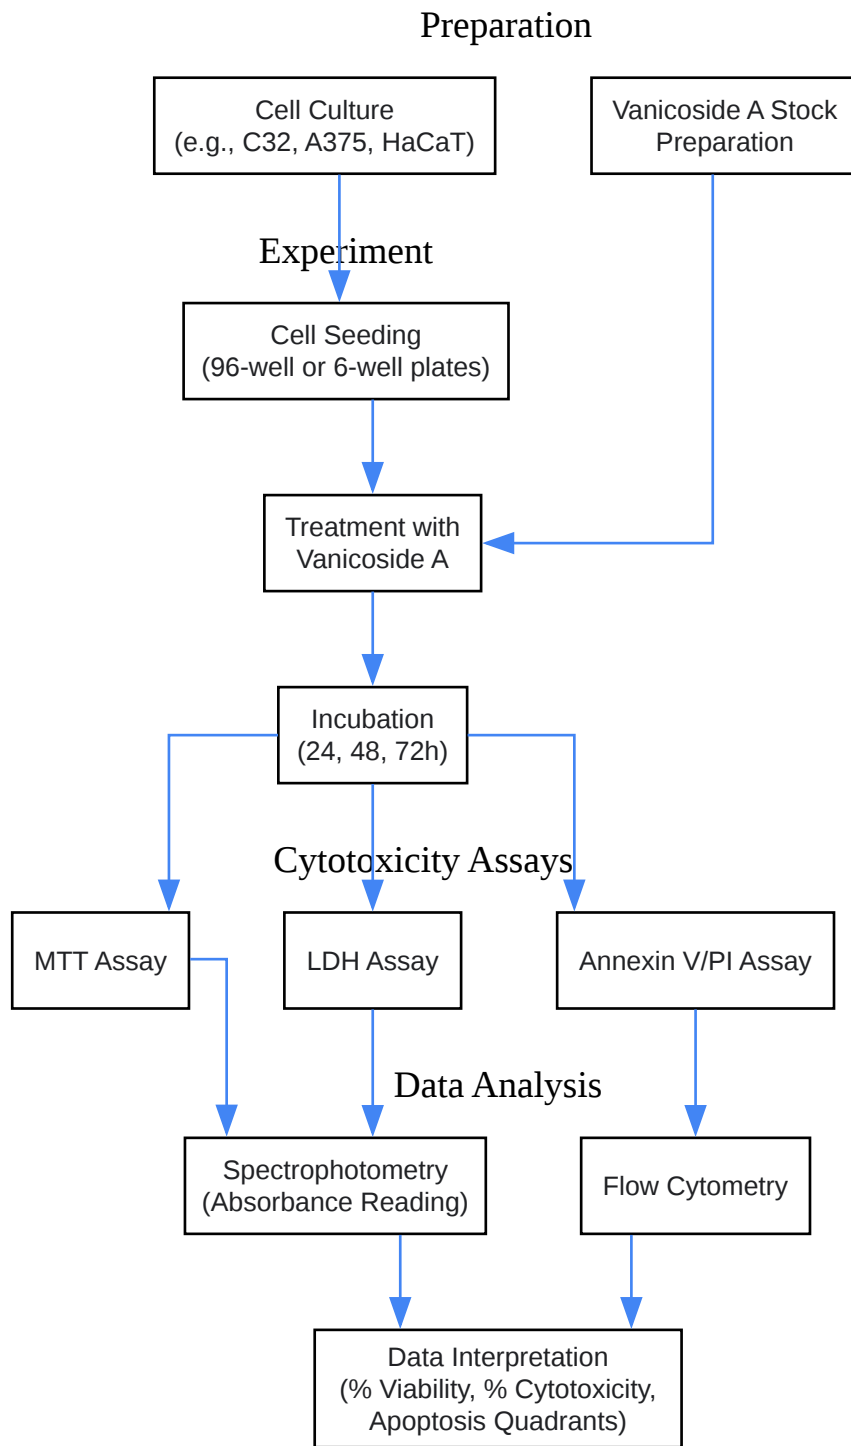 Preparation
Cell Culture
(e.g., C32, A375, HaCaT)
Vanicoside A Stock
Preparation
Experiment
Cell Seeding
(96-well or 6-well plates)
Treatment with
Vanicoside A
Incubation
(24, 48, 72h)
Cytotoxicity Assays
MTT Assay
LDH Assay
Annexin V/PI Assay
Data Analysis
Spectrophotometry
(Absorbance Reading)
Flow Cytometry
Data Interpretation
(% Viability, % Cytotoxicity,
Apoptosis Quadrants)